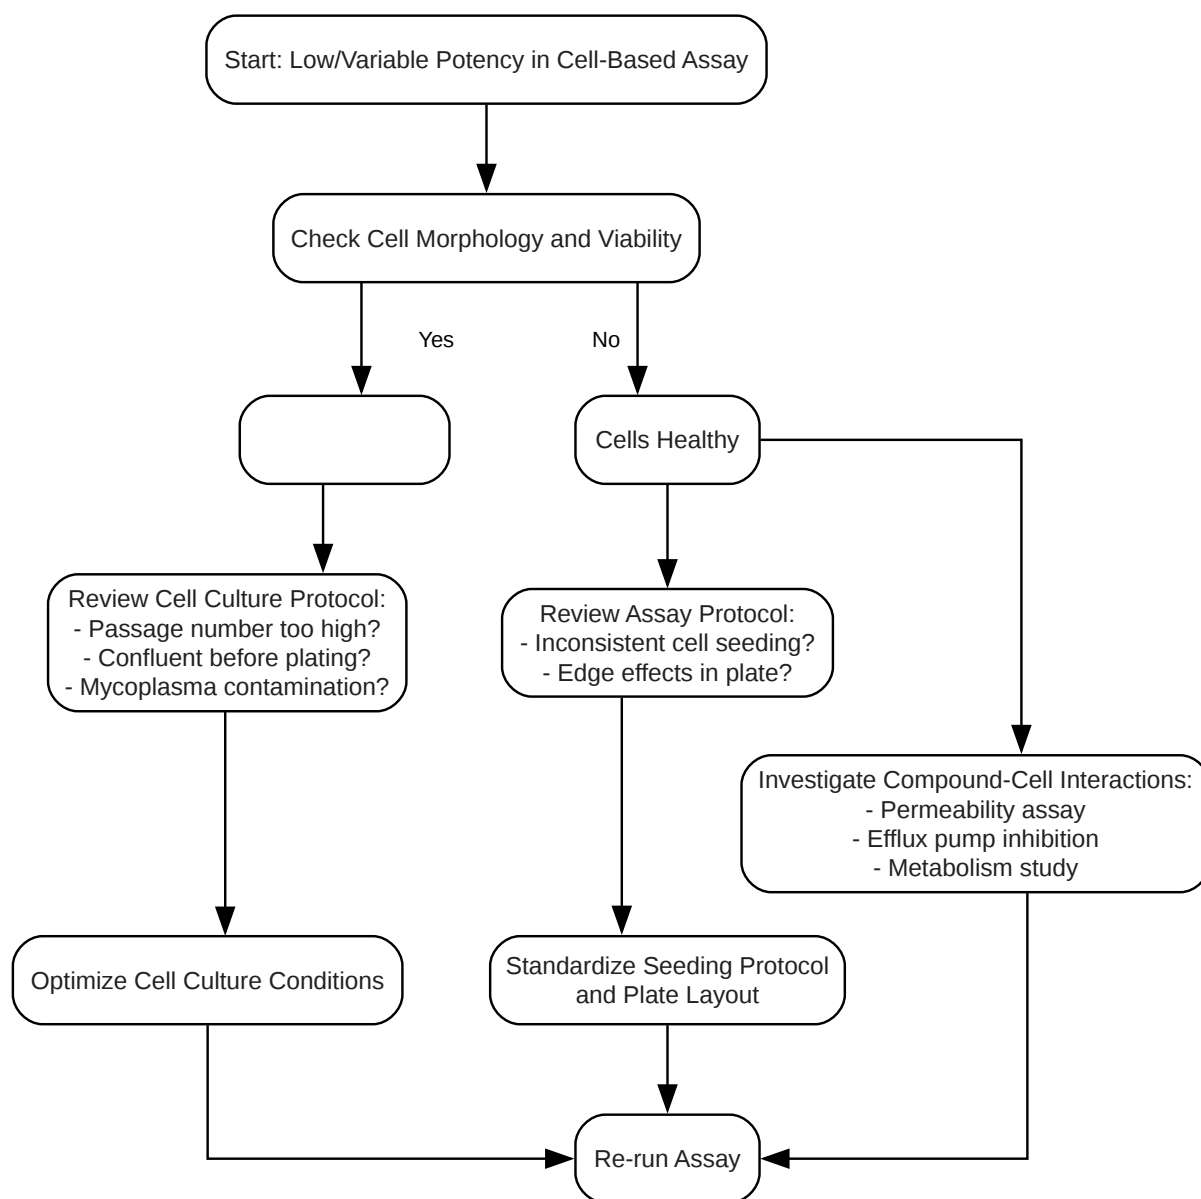 Start: Low/Variable Potency in Cell-Based Assay
Check Cell Morphology and Viability
Yes
No
Cells Healthy
Review Cell Culture Protocol:
- Passage number too high?
- Confluent before plating?
- Mycoplasma contamination?
Review Assay Protocol:
- Inconsistent cell seeding?
- Edge effects in plate?
Investigate Compound-Cell Interactions:
- Permeability assay
- Efflux pump inhibition
- Metabolism study
Optimize Cell Culture Conditions
Standardize Seeding Protocol
and Plate Layout
Re-run Assay